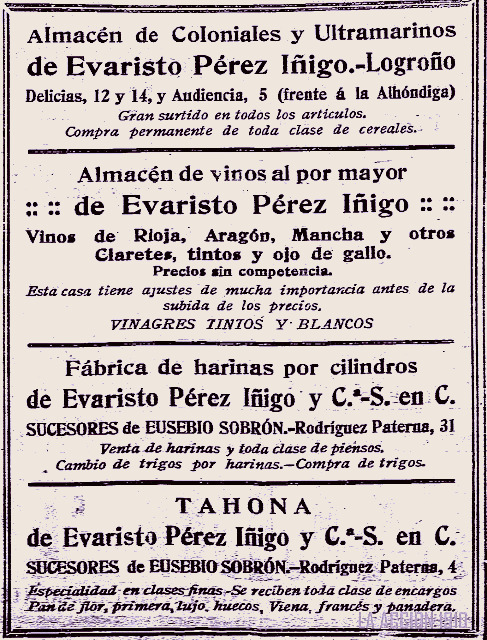 Almacén de Coloniales y Ultramarinos
de Evaristo Pérez Iñigo.-Logroño
Delicias, 12 y 14, y Audiencia, 5 (frente á la Alhóndiga)
Gran surtido en todos los artículos.
Compra permanente de toda clase de cereales.
Almacén de vinos al por mayor
:: :: de Evaristo Pérez Iñigo :: ::
Vinos de Rioja, Aragón, Mancha y otros
Claretes, tintos y ojo de gallo.
Precios sin competencia.
Esta casa tiene ajustes de mucha importancia antes de la
subida de los precios.
VINAGRES TINTOS Y BLANCOS
Fábrica de harinas por cilindros
de Evaristo Pérez Iñigo y C.ª-S. en C.
SUCESORES de EUSEBIO SOBRÓN.-Rodríguez Paterna, 31
Venta de harinas y toda clase de piensos.
Cambio de trigos por harinas.—Compra de trigos.
TAHONA
de Evaristo Pérez Iñigo y C.ª-S. en C.
SUCESORES de EUSEBIO SOBRÓN.-Rodríguez Paterna, 4
Especialidad en clases finas-Se reciben toda clase de encargos
Pan de flor, primera, lujo, huecos, Viena, francés y panadera.